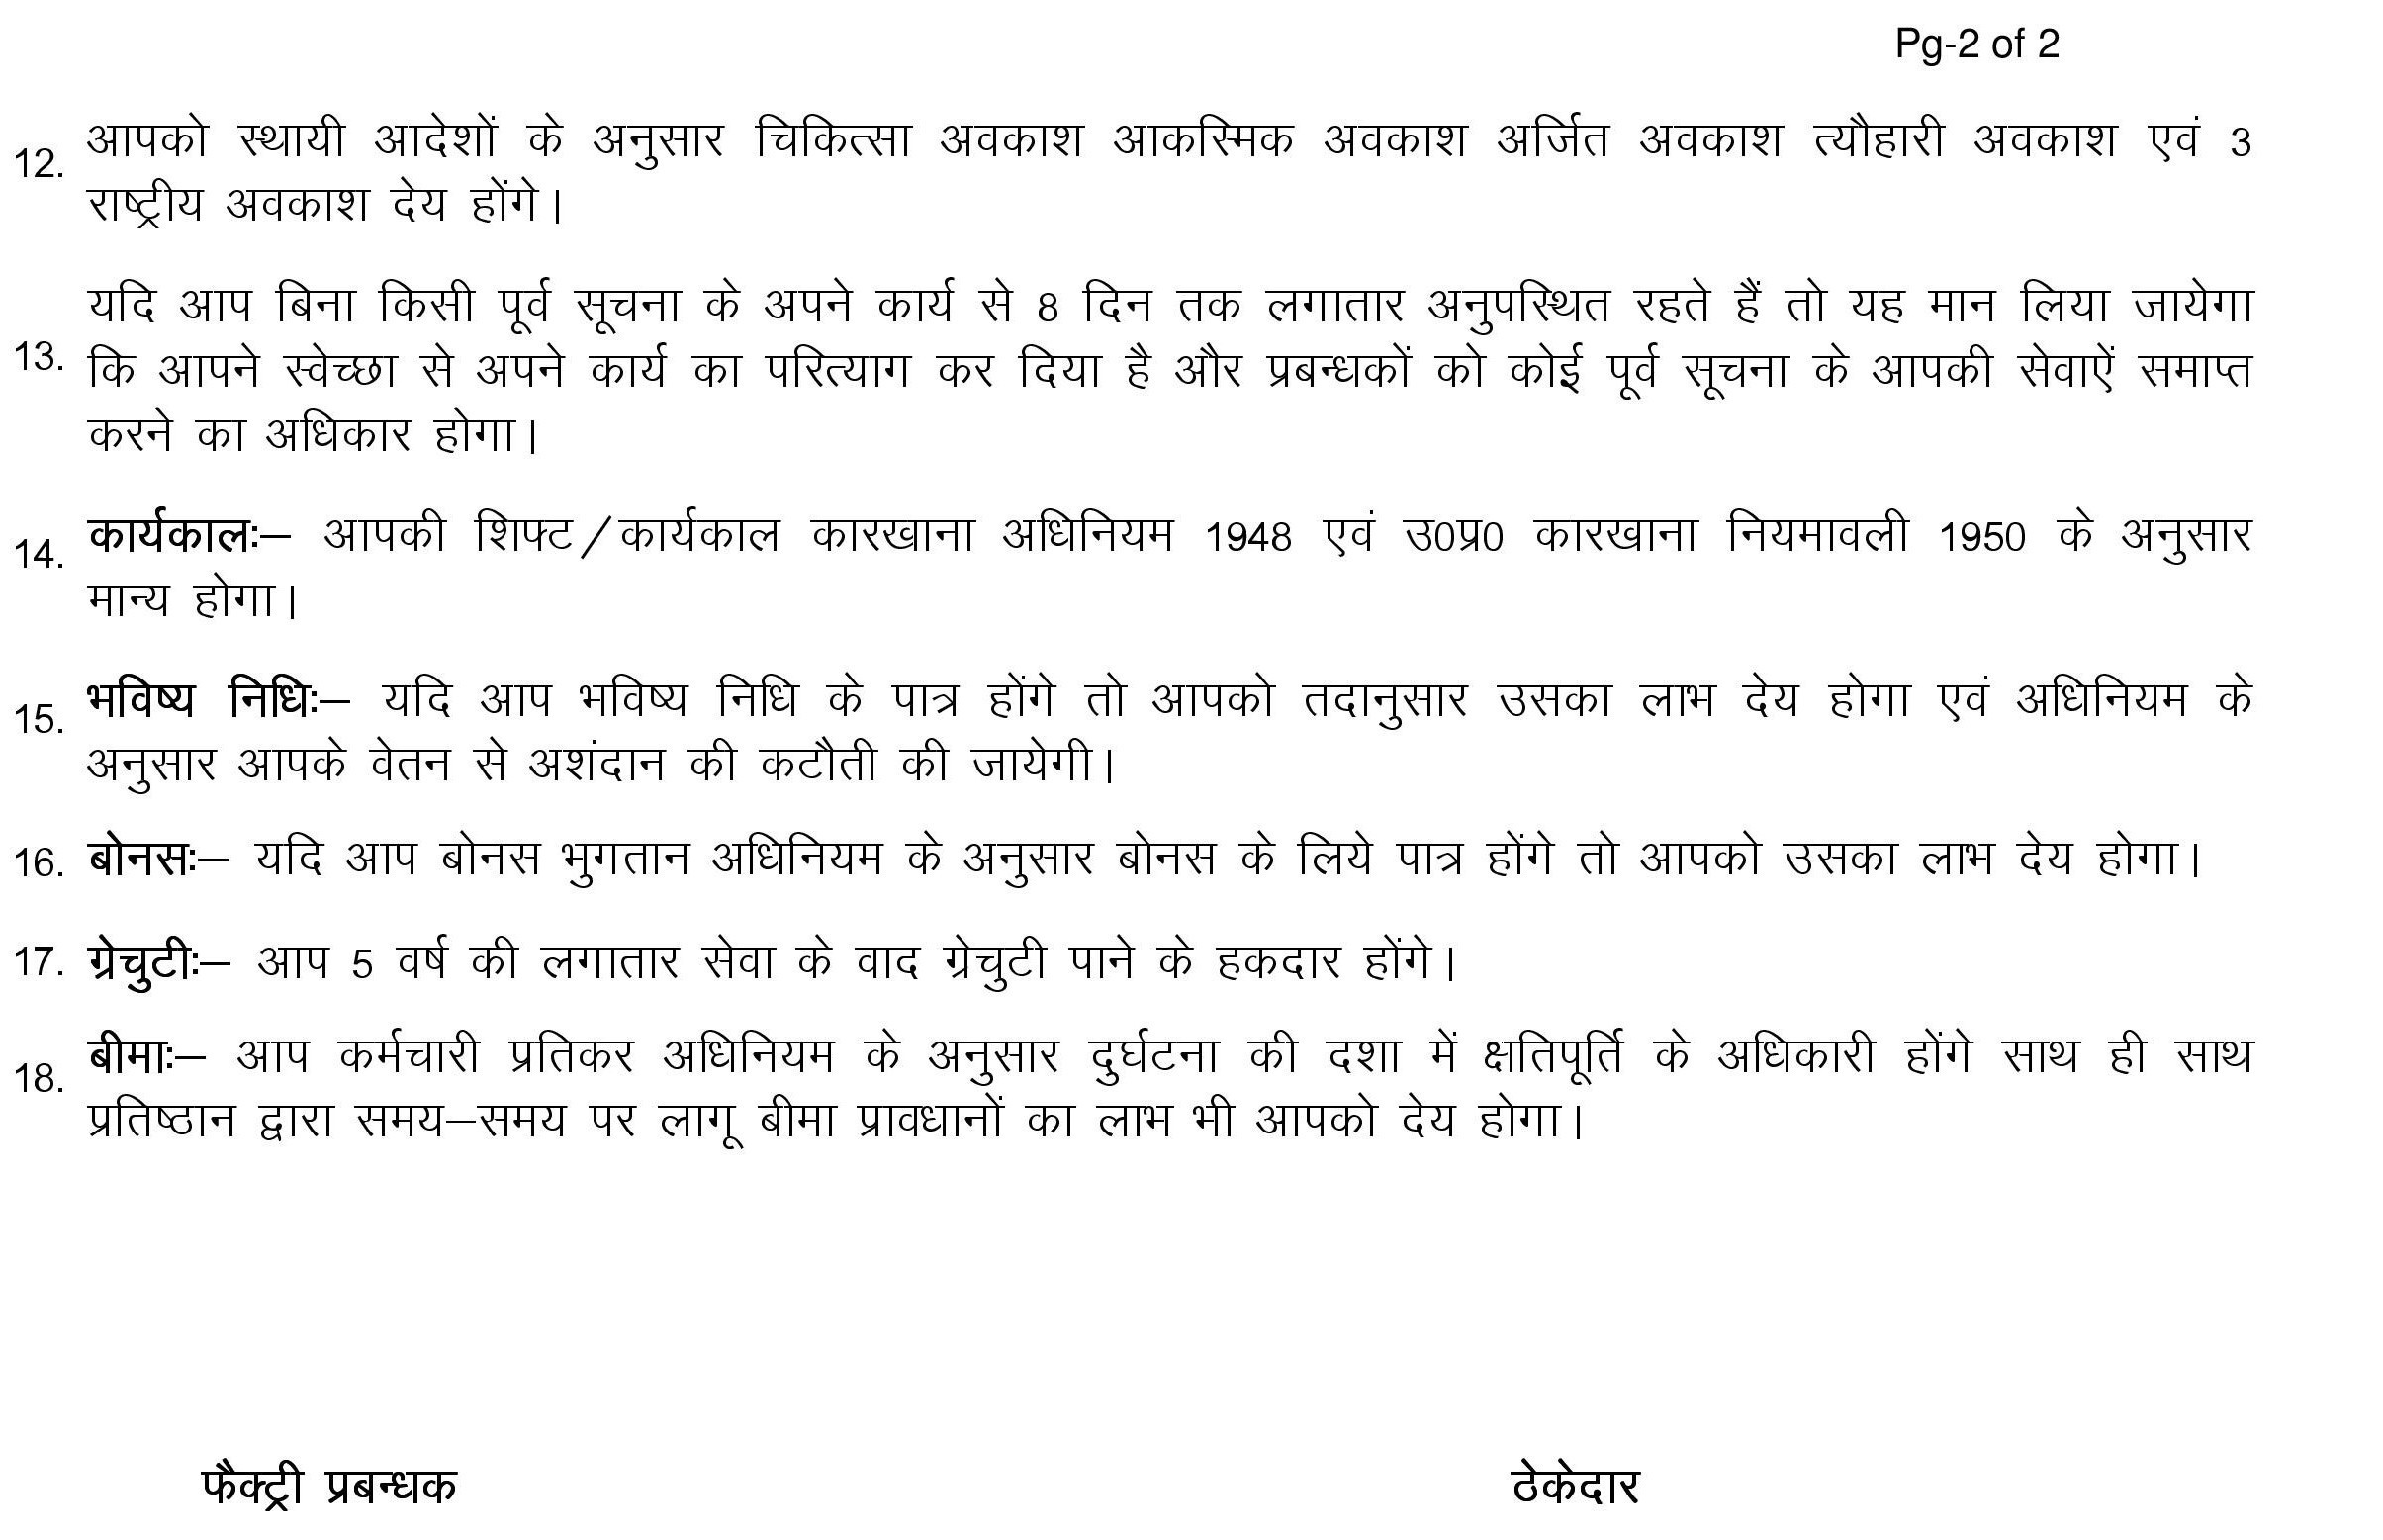 Pg-2 of 2
12. आपको स्थायी आदेशों के अनुसार चिकित्सा अवकाश आकस्मिक अवकाश अर्जित अवकाश त्यौहारी अवकाश एवं 3
राष्ट्रीय अवकाश देय होंगे।
यदि आप बिना किसी पूर्व सूचना के अपने कार्य से 8 दिन तक लगातार अनुपस्थित रहते हैं तो यह मान लिया जायेगा
13. कि आपने स्वेच्छा से अपने कार्य का परित्याग कर दिया है और प्रबन्धकों को कोई पूर्व सूचना के आपकी सेवाऐं समाप्त
करने का अधिकार होगा।
14. कार्यकालः– आपकी शिफ्ट/कार्यकाल कारखाना अधिनियम 1948 एवं उ0प्र0 कारखाना नियमावली 1950 के अनुसार
मान्य होगा।
15. भविष्य निधिः– यदि आप भविष्य निधि के पात्र होंगे तो आपको तदानुसार उसका लाभ देय होगा एवं अधिनियम के
अनुसार आपके वेतन से अशंदान की कटौती की जायेगी।
16. बोनसः– यदि आप बोनस भुगतान अधिनियम के अनुसार बोनस के लिये पात्र होंगे तो आपको उसका लाभ देय होगा।
17. ग्रेचुटीः– आप 5 वर्ष की लगातार सेवा के वाद ग्रेचुटी पाने के हकदार होंगे।
18. बीमाः– आप कर्मचारी प्रतिकर अधिनियम के अनुसार दुर्घटना की दशा में क्षतिपूर्ति के अधिकारी होंगे साथ ही साथ
प्रतिष्ठान द्वारा समय–समय पर लागू बीमा प्रावधानों का लाभ भी आपको देय होगा।
फैक्ट्री प्रबन्धक ठेकेदार